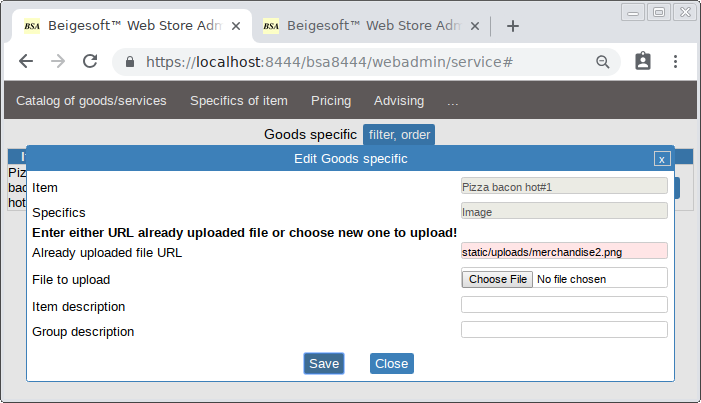 BSA Beigesoft™ Web Store Adm
BSA Beigesoft™ Web Store Adm
https://localhost:8444/bsa8444/webadmin/service#
Catalog of goods/services Specifics of item Pricing Advising ...
Goods specific filter, order
Edit Goods specific x
Piz
bac
hot
Item Pizza bacon hot#1
Specifics Image
Enter either URL already uploaded file or choose new one to upload!
Already uploaded file URL static/uploads/merchandise2.png
File to upload Choose File No file chosen
Item description
Group description
Save Close